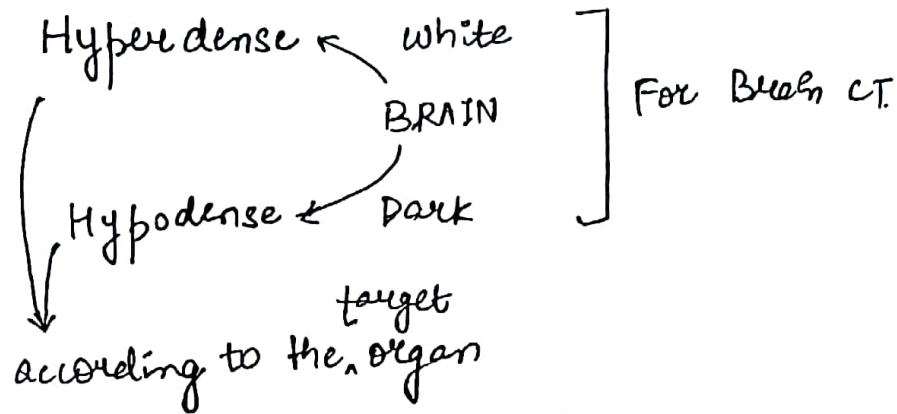 Hyperdense white
BRAIN
For Brain CT.
Hypodense Dark
according to the target organ